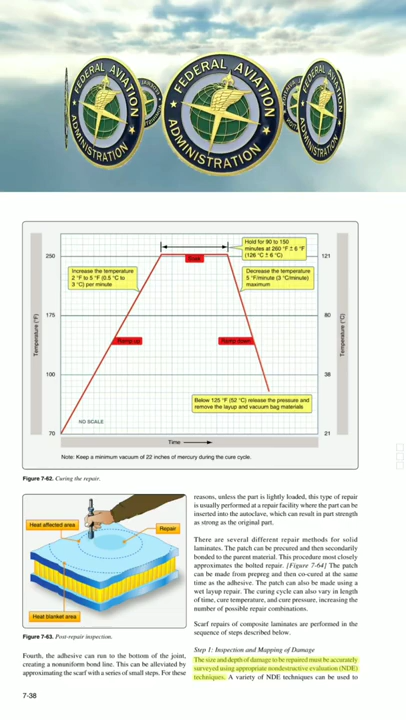 FEDERAL AVIATION
ADMINISTRATION
FEDERAL AVIATION
ADMINISTRATION
FEDERAL AVIATION
ADMINISTRATION
Hold for 90 to 150
minutes at 260 °F ± 6 °F
(126 °C ± 6 °C)
250
121
Increase the temperature
2 °F to 5 °F (0.5 °C to
3 °C) per minute
Decrease the temperature
5 °F/minute (3 °C/minute)
maximum
Temperature (°F)
Temperature (°C)
175
80
Ramp up
Ramp down
100
38
Below 125 °F (52 °C) release the pressure and
remove the layup and vacuum bag materials
NO SCALE
70
21
Time
Note: Keep a minimum vacuum of 22 inches of mercury during the cure cycle.
Figure 7-62. Curing the repair.
Heat affected area
Repair
Heat blanket area
Figure 7-63. Post-repair inspection.
Fourth, the adhesive can run to the bottom of the joint,
creating a nonuniform bond line. This can be alleviated by
approximating the scarf with a series of small steps. For these
reasons, unless the part is lightly loaded, this type of repair
is usually performed at a repair facility where the part can be
inserted into the autoclave, which can result in part strength
as strong as the original part.
There are several different repair methods for solid
laminates. The patch can be precured and then secondarily
bonded to the parent material. This procedure most closely
approximates the bolted repair. [Figure 7-64] The patch
can be made from prepreg and then co-cured at the same
time as the adhesive. The patch can also be made using a
wet layup repair. The curing cycle can also vary in length
of time, cure temperature, and cure pressure, increasing the
number of possible repair combinations.
Scarf repairs of composite laminates are performed in the
sequence of steps described below.
Step 1: Inspection and Mapping of Damage
The size and depth of damage to be repaired must be accurately
surveyed using appropriate nondestructive evaluation (NDE)
techniques. A variety of NDE techniques can be used to
7-38